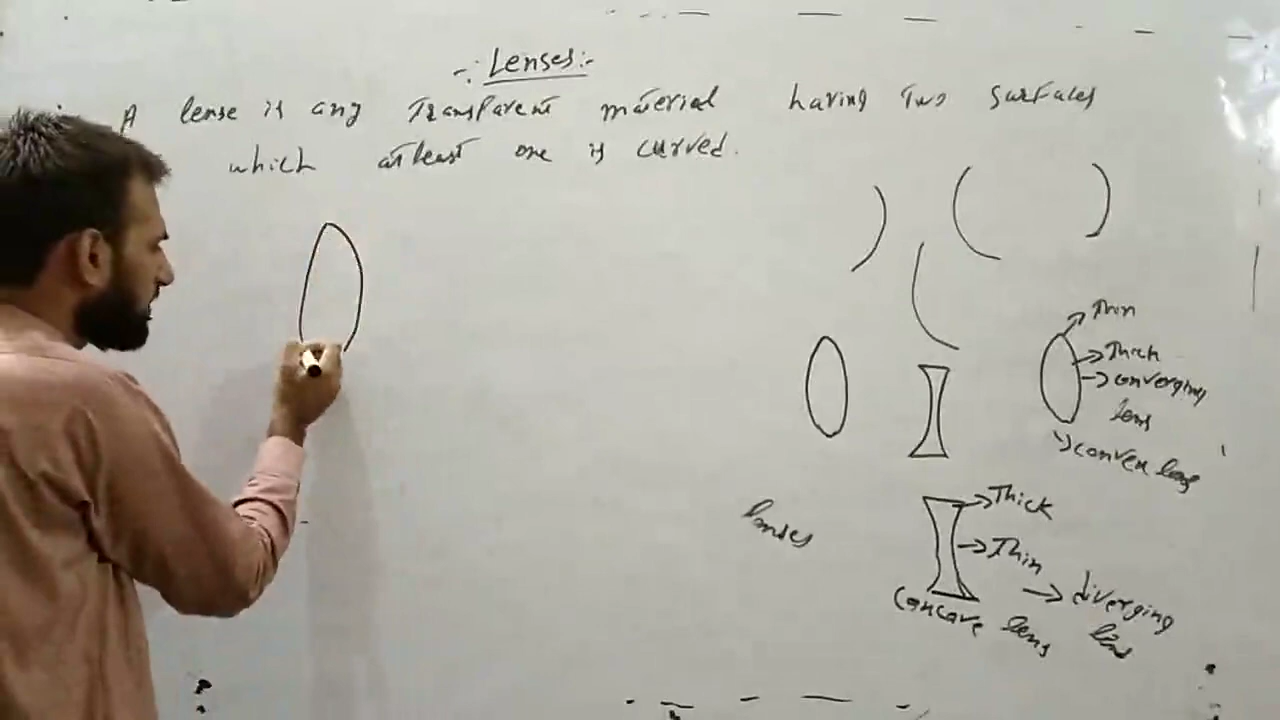 -: Lenses:-
A lense is any Transparent material having Two surfaces
which atleast one is curved.
Thin
Thick
converging
lens
convex lens
lenses
Thick
Thin
diverging
lens
concave lens